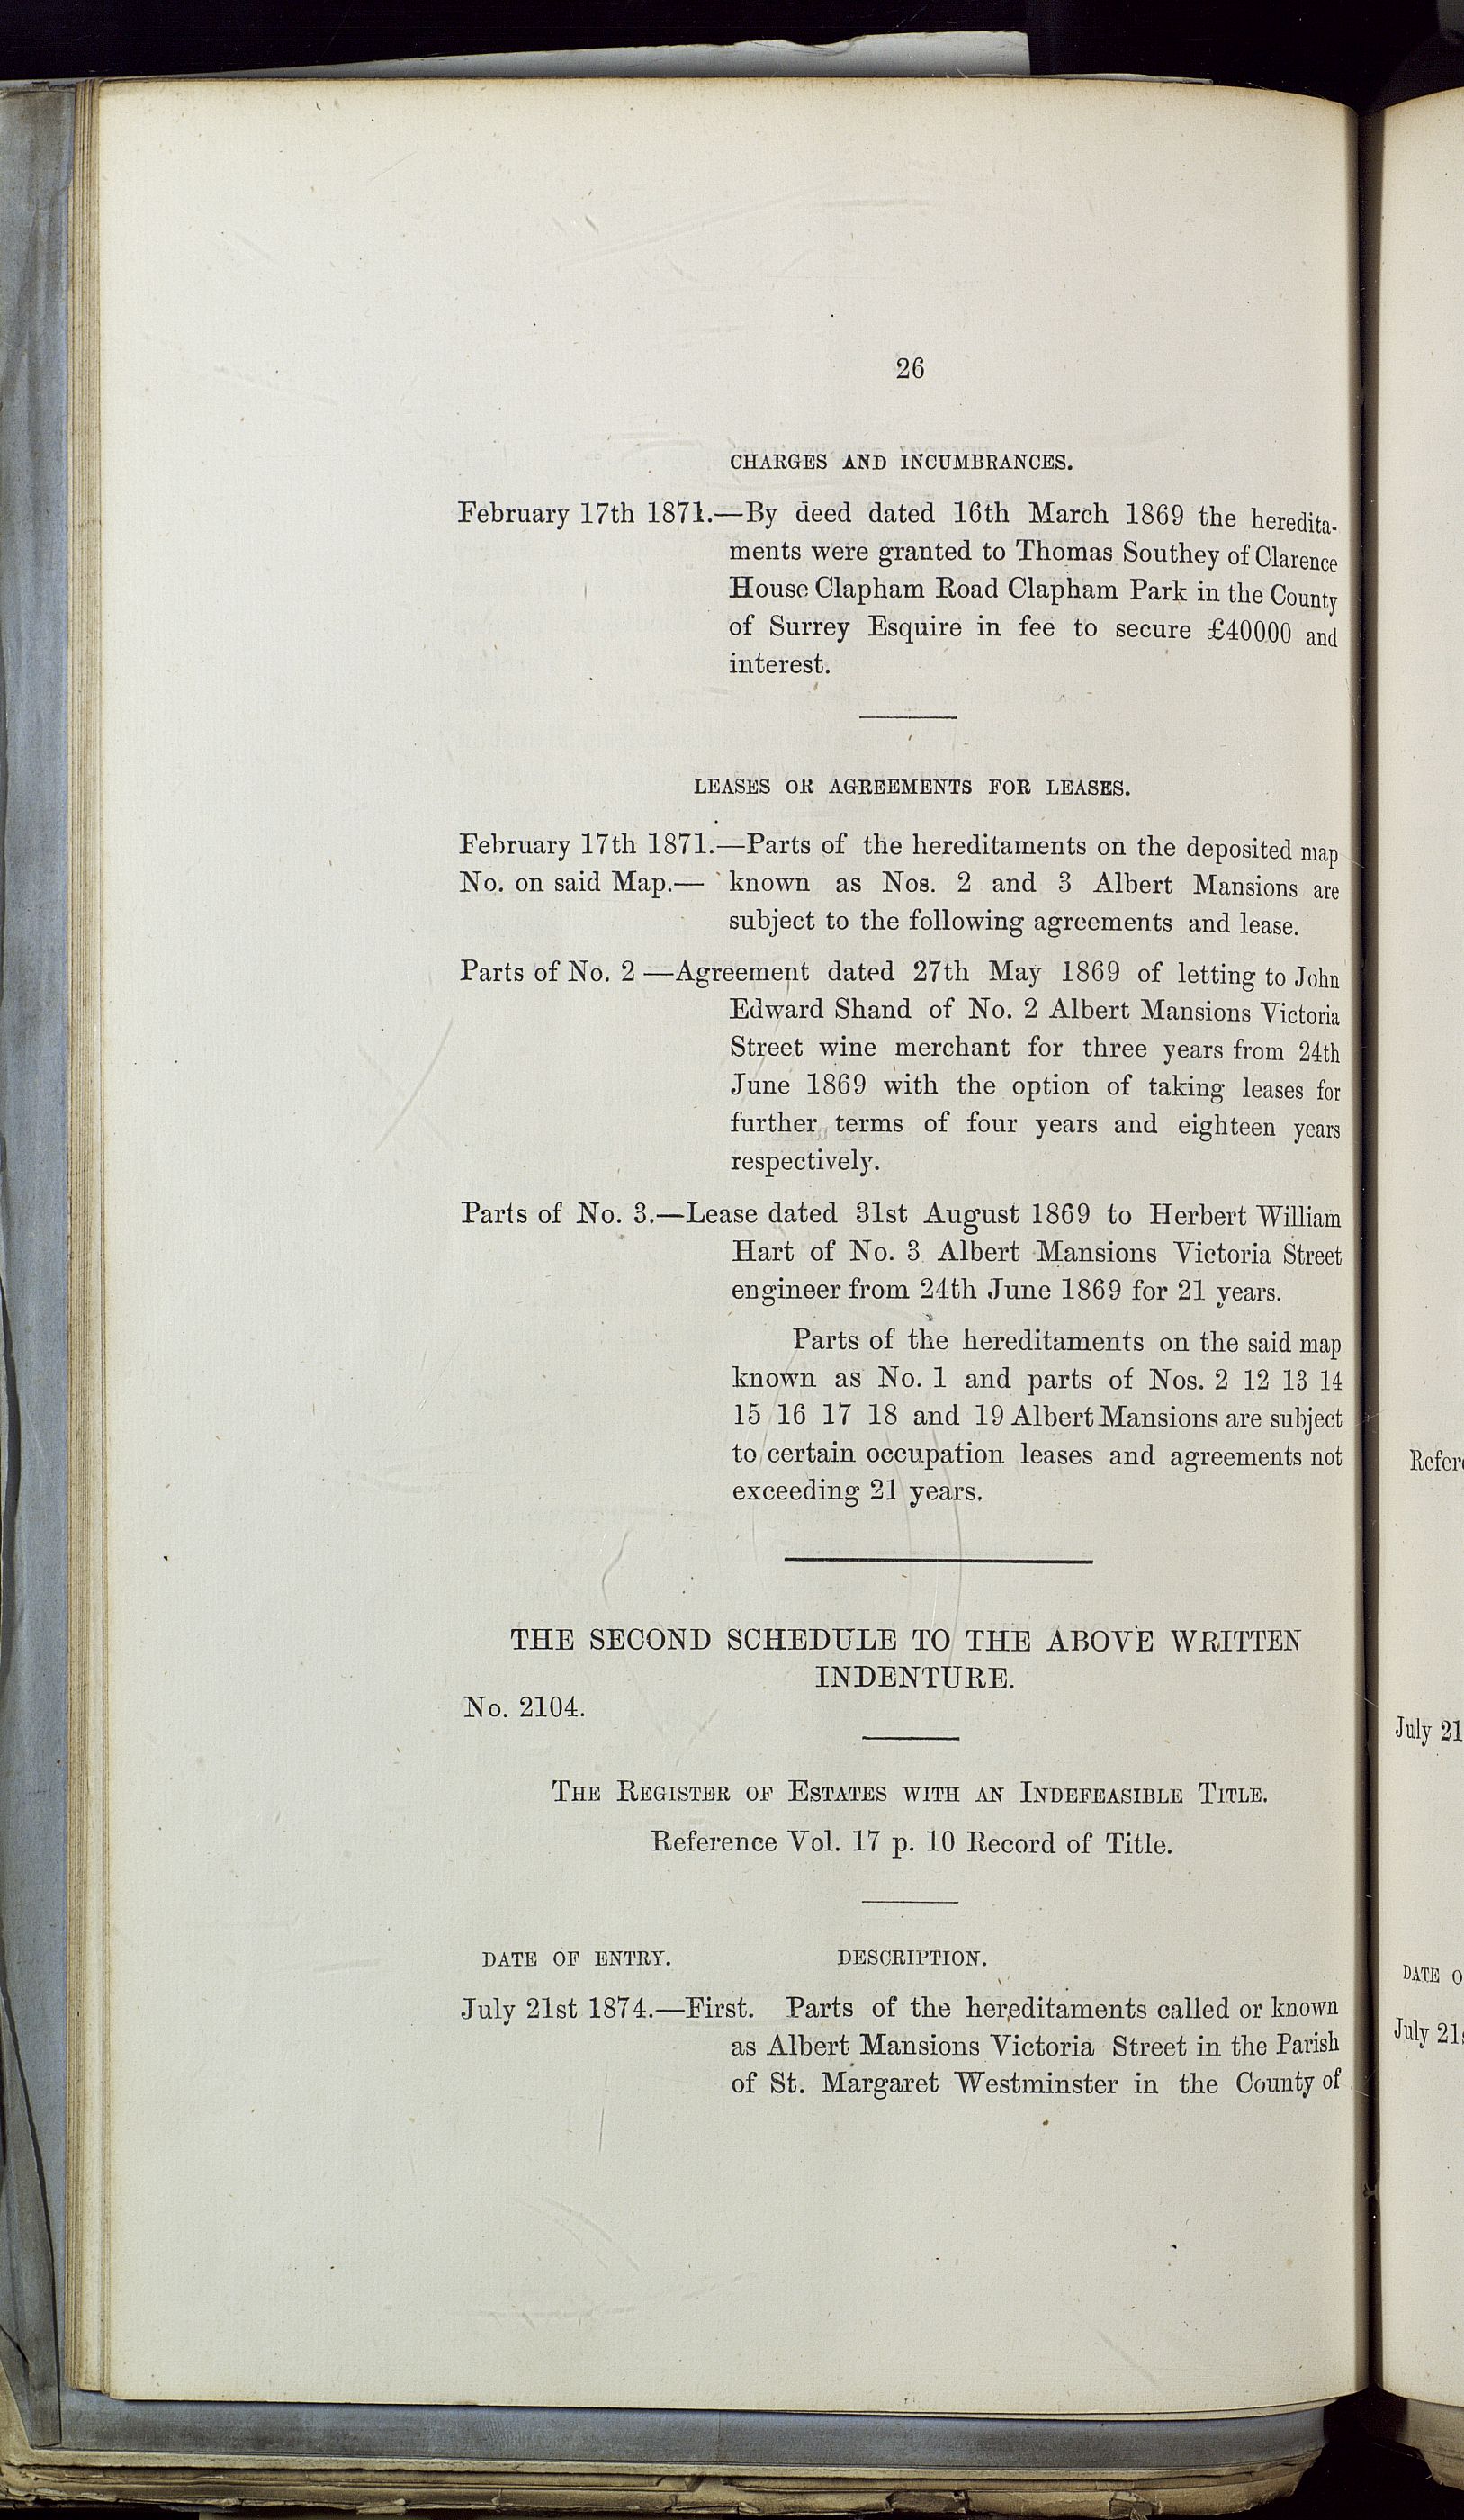 26
CHARGES AND INCUMBRANCES.
February 17th 1871.—By deed dated 16th March 1869 the heredita-
ments were granted to Thomas Southey of Clarence
House Clapham Road Clapham Park in the County
of Surrey Esquire in fee to secure £40000 and
interest.
LEASES OR AGREEMENTS FOR LEASES.
February 17th 1871.—Parts of the hereditaments on the deposited map
No. on said Map.— known as Nos. 2 and 3 Albert Mansions are
subject to the following agreements and lease.
Parts of No. 2 —Agreement dated 27th May 1869 of letting to John
Edward Shand of No. 2 Albert Mansions Victoria
Street wine merchant for three years from 24th
June 1869 with the option of taking leases for
further terms of four years and eighteen years
respectively.
Parts of No. 3.—Lease dated 31st August 1869 to Herbert William
Hart of No. 3 Albert Mansions Victoria Street
engineer from 24th June 1869 for 21 years.
Parts of the hereditaments on the said map
known as No. 1 and parts of Nos. 2 12 13 14
15 16 17 18 and 19 Albert Mansions are subject
to certain occupation leases and agreements not
exceeding 21 years.
THE SECOND SCHEDULE TO THE ABOVE WRITTEN
INDENTURE.
No. 2104.
THE REGISTER OF ESTATES WITH AN INDEFEASIBLE TITLE.
Reference Vol. 17 p. 10 Record of Title.
DATE OF ENTRY. DESCRIPTION.
July 21st 1874.—First. Parts of the hereditaments called or known
as Albert Mansions Victoria Street in the Parish
of St. Margaret Westminster in the County of
July 21
DATE
July 21